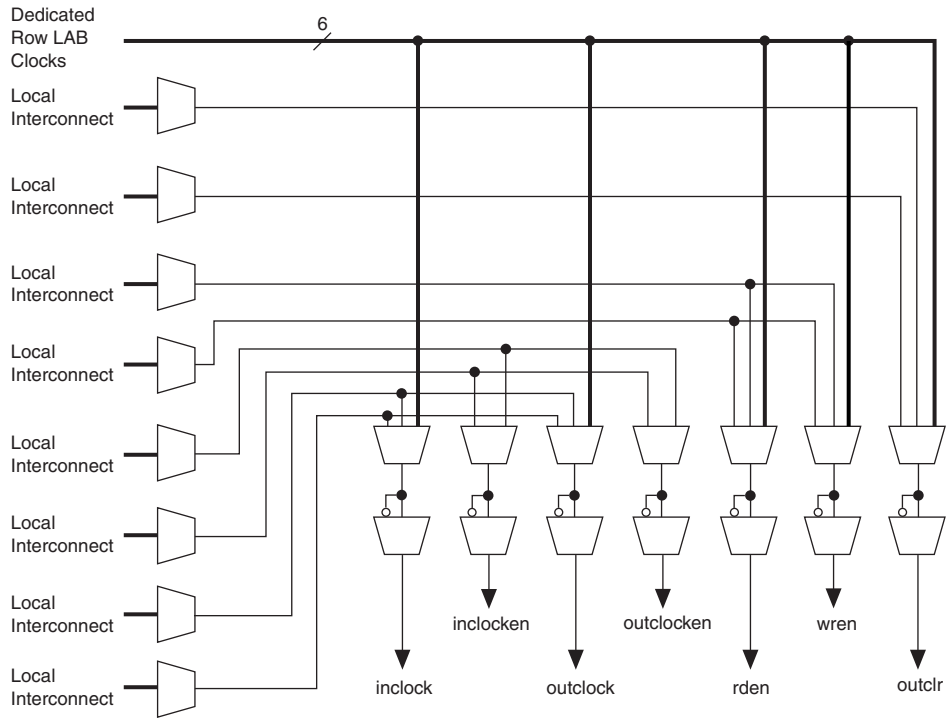 Dedicated
Row LAB
Clocks
6
Local
Interconnect
Local
Interconnect
Local
Interconnect
Local
Interconnect
Local
Interconnect
Local
Interconnect
Local
Interconnect
Local
Interconnect
inclocken
outclocken
wren
inclock
outclock
rden
outclr